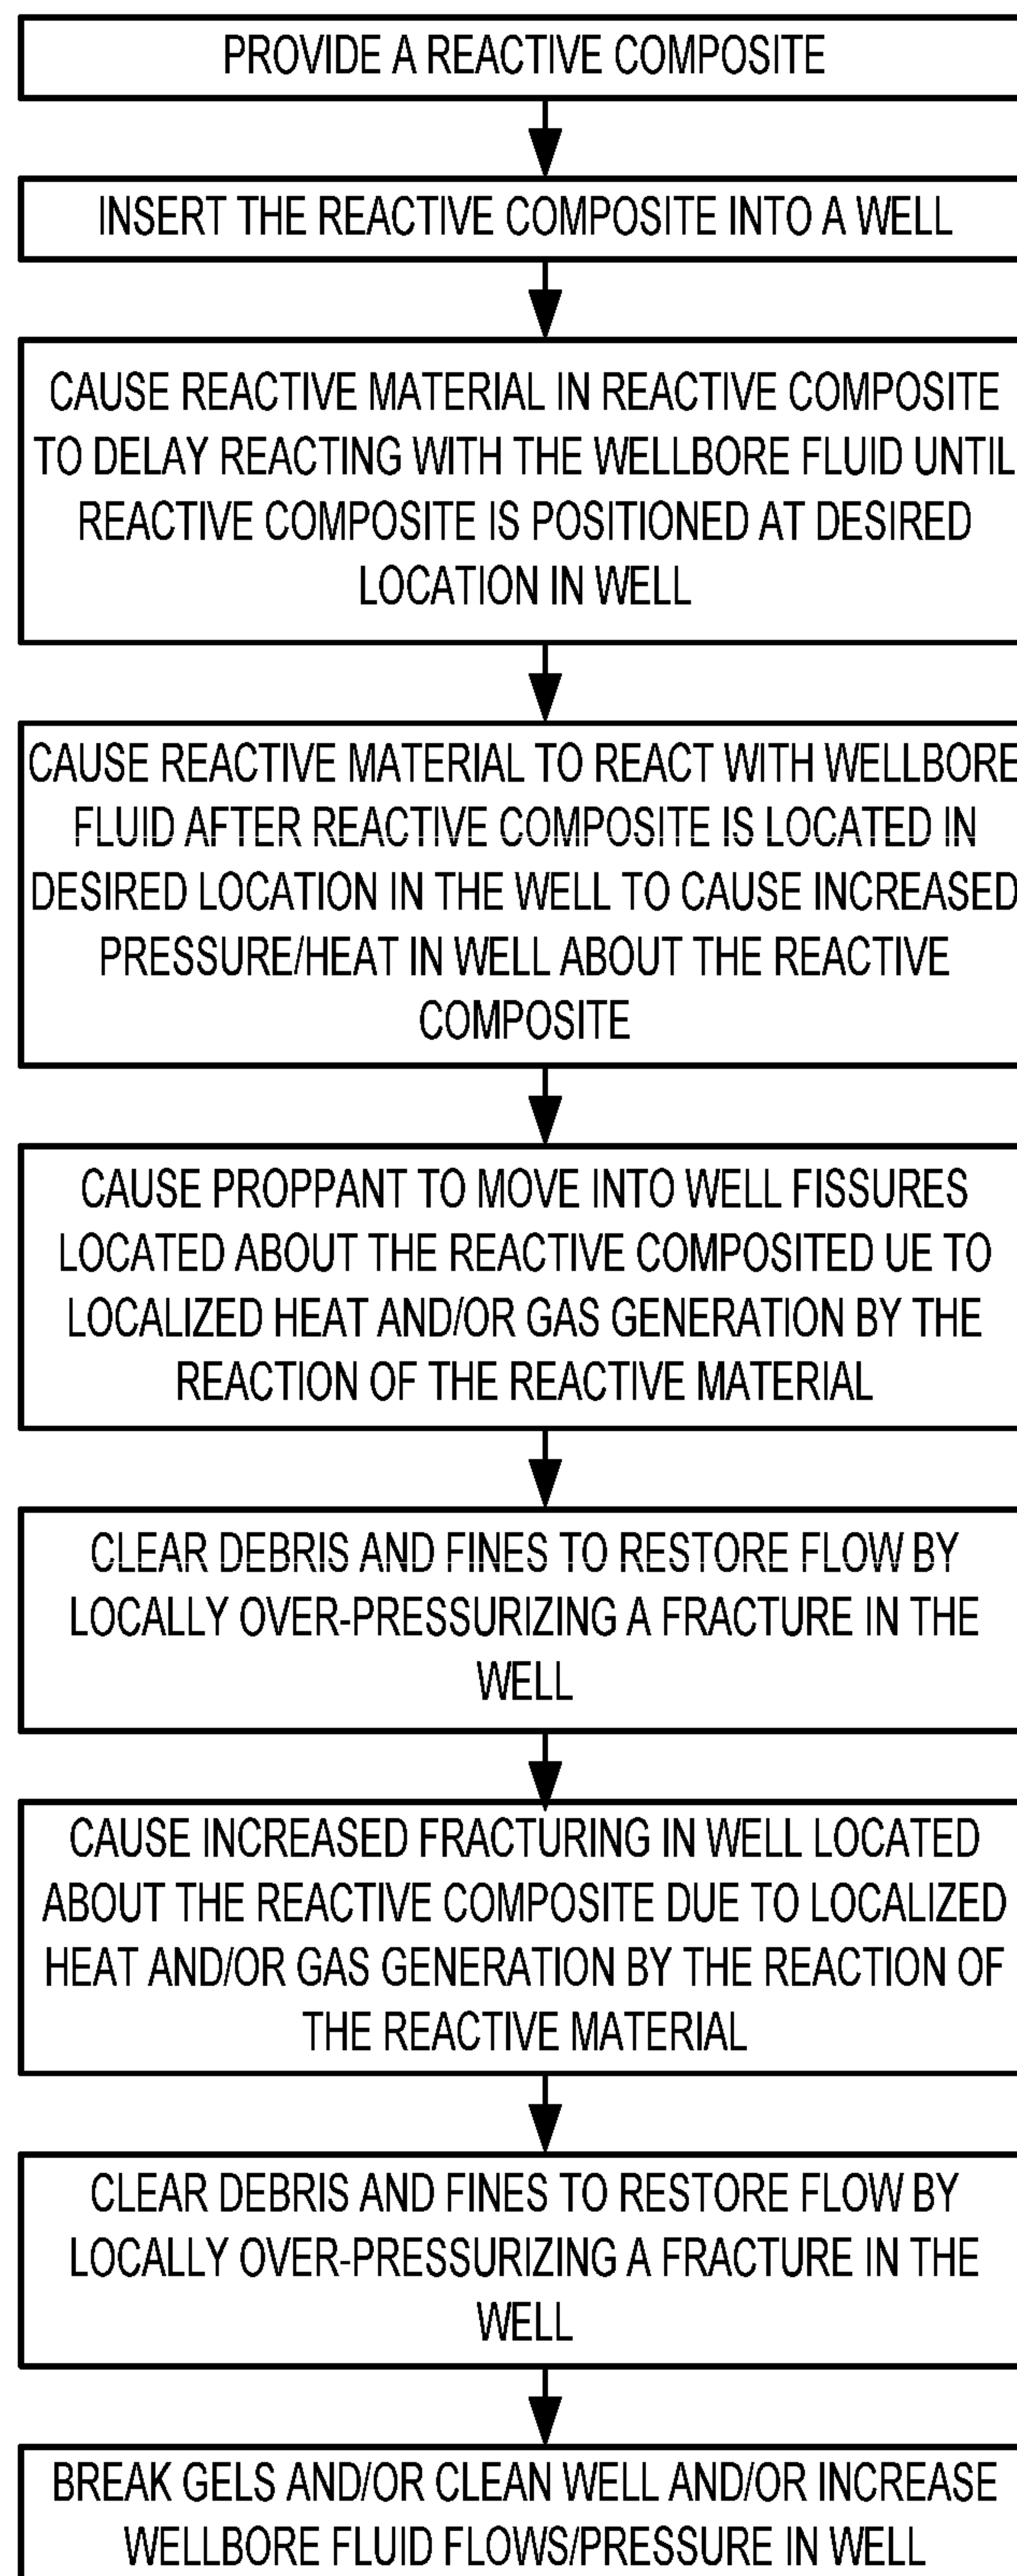 PROVIDE A REACTIVE COMPOSITE
INSERT THE REACTIVE COMPOSITE INTO A WELL
CAUSE REACTIVE MATERIAL IN REACTIVE COMPOSITE
TO DELAY REACTING WITH THE WELLBORE FLUID UNTIL
REACTIVE COMPOSITE IS POSITIONED AT DESIRED
LOCATION IN WELL
CAUSE REACTIVE MATERIAL TO REACT WITH WELLBORE
FLUID AFTER REACTIVE COMPOSITE IS LOCATED IN
DESIRED LOCATION IN THE WELL TO CAUSE INCREASED
PRESSURE/HEAT IN WELL ABOUT THE REACTIVE
COMPOSITE
CAUSE PROPPANT TO MOVE INTO WELL FISSURES
LOCATED ABOUT THE REACTIVE COMPOSITED UE TO
LOCALIZED HEAT AND/OR GAS GENERATION BY THE
REACTION OF THE REACTIVE MATERIAL
CLEAR DEBRIS AND FINES TO RESTORE FLOW BY
LOCALLY OVER-PRESSURIZING A FRACTURE IN THE
WELL
CAUSE INCREASED FRACTURING IN WELL LOCATED
ABOUT THE REACTIVE COMPOSITE DUE TO LOCALIZED
HEAT AND/OR GAS GENERATION BY THE REACTION OF
THE REACTIVE MATERIAL
CLEAR DEBRIS AND FINES TO RESTORE FLOW BY
LOCALLY OVER-PRESSURIZING A FRACTURE IN THE
WELL
BREAK GELS AND/OR CLEAN WELL AND/OR INCREASE
WELLBORE FLUID FLOWS/PRESSURE IN WELL